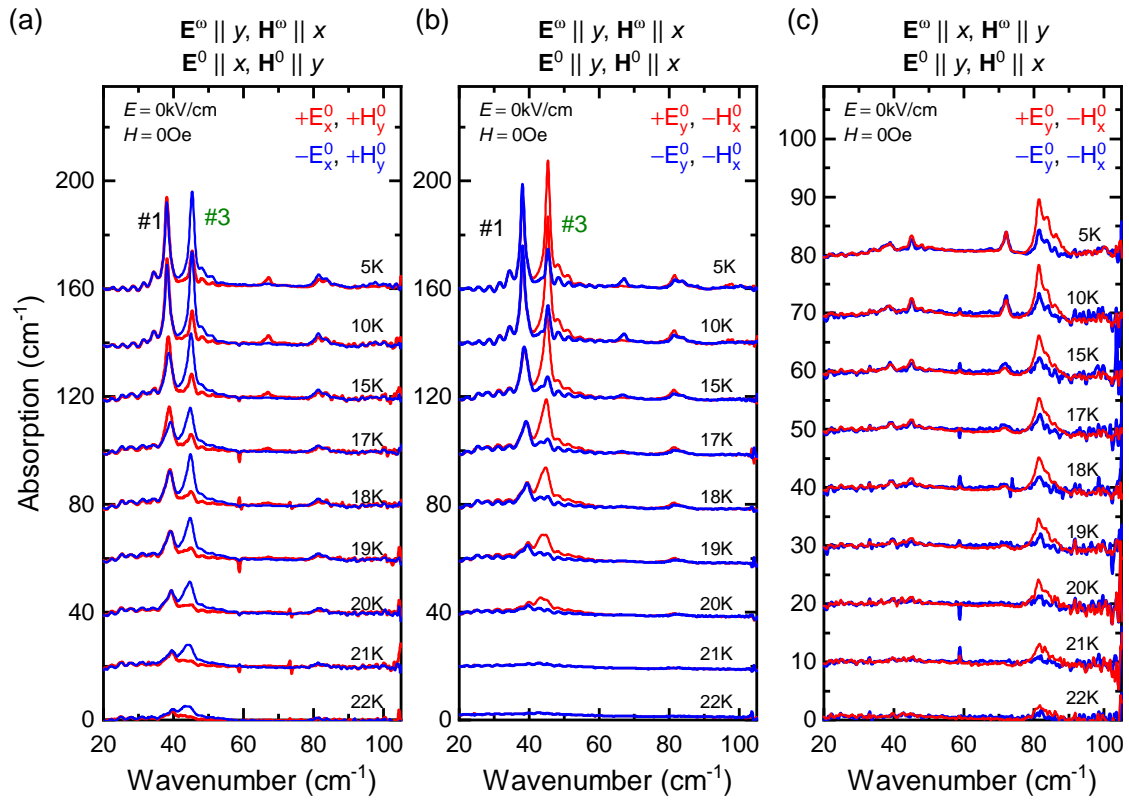 (a)
E^ω || y, H^ω || x
E^0 || x, H^0 || y
E = 0kV/cm
H = 0Oe
+E_x^0, +H_y^0
−E_x^0, +H_y^0
#1
#3
5K
10K
15K
17K
18K
19K
20K
21K
22K
200
160
120
80
40
0
20 40 60 80 100
Absorption (cm^-1)
Wavenumber (cm^-1)
(b)
E^ω || y, H^ω || x
E^0 || y, H^0 || x
E = 0kV/cm
H = 0Oe
+E_y^0, −H_x^0
−E_y^0, −H_x^0
#1
#3
5K
10K
15K
17K
18K
19K
20K
21K
22K
200
160
120
80
40
0
20 40 60 80 100
Wavenumber (cm^-1)
(c)
E^ω || x, H^ω || y
E^0 || y, H^0 || x
E = 0kV/cm
H = 0Oe
+E_y^0, −H_x^0
−E_y^0, −H_x^0
5K
10K
15K
17K
18K
19K
20K
21K
22K
100
90
80
70
60
50
40
30
20
10
0
20 40 60 80 100
Wavenumber (cm^-1)